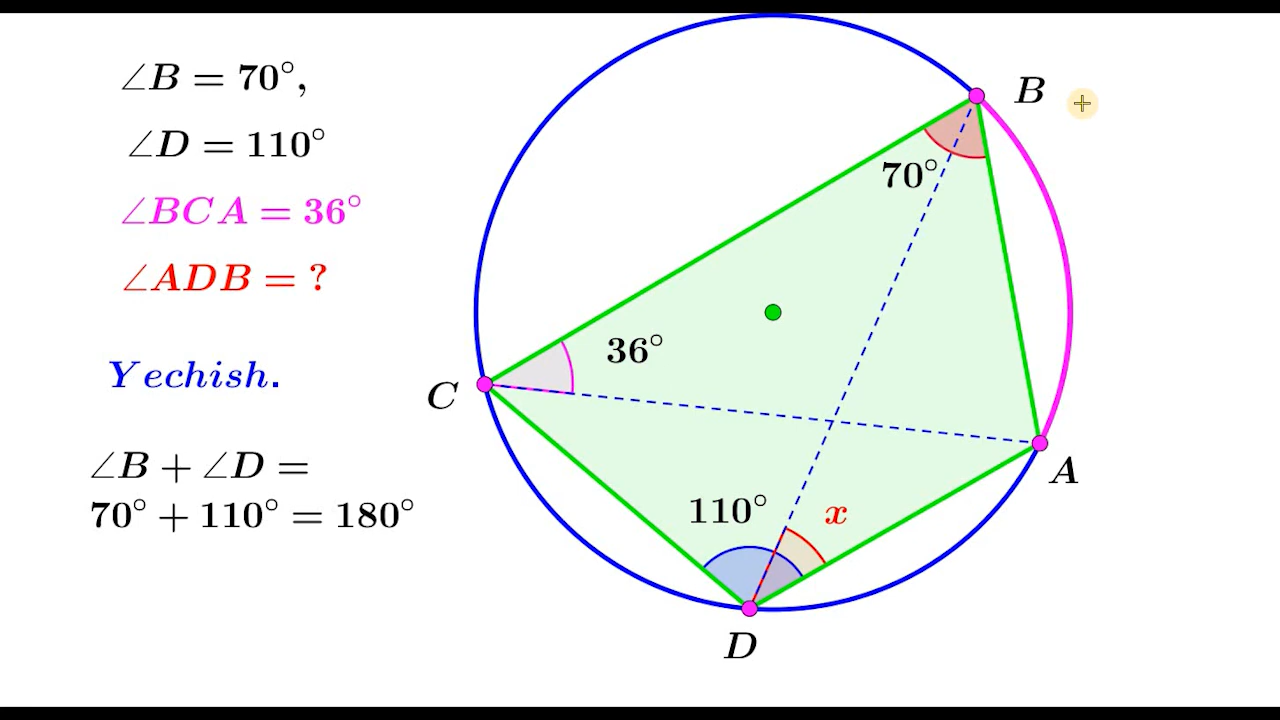 ∠B = 70°,
∠D = 110°
∠BCA = 36°
∠ADB = ?
Yechish.
∠B + ∠D =
70° + 110° = 180°
B
70°
36°
C
A
110°
x
D